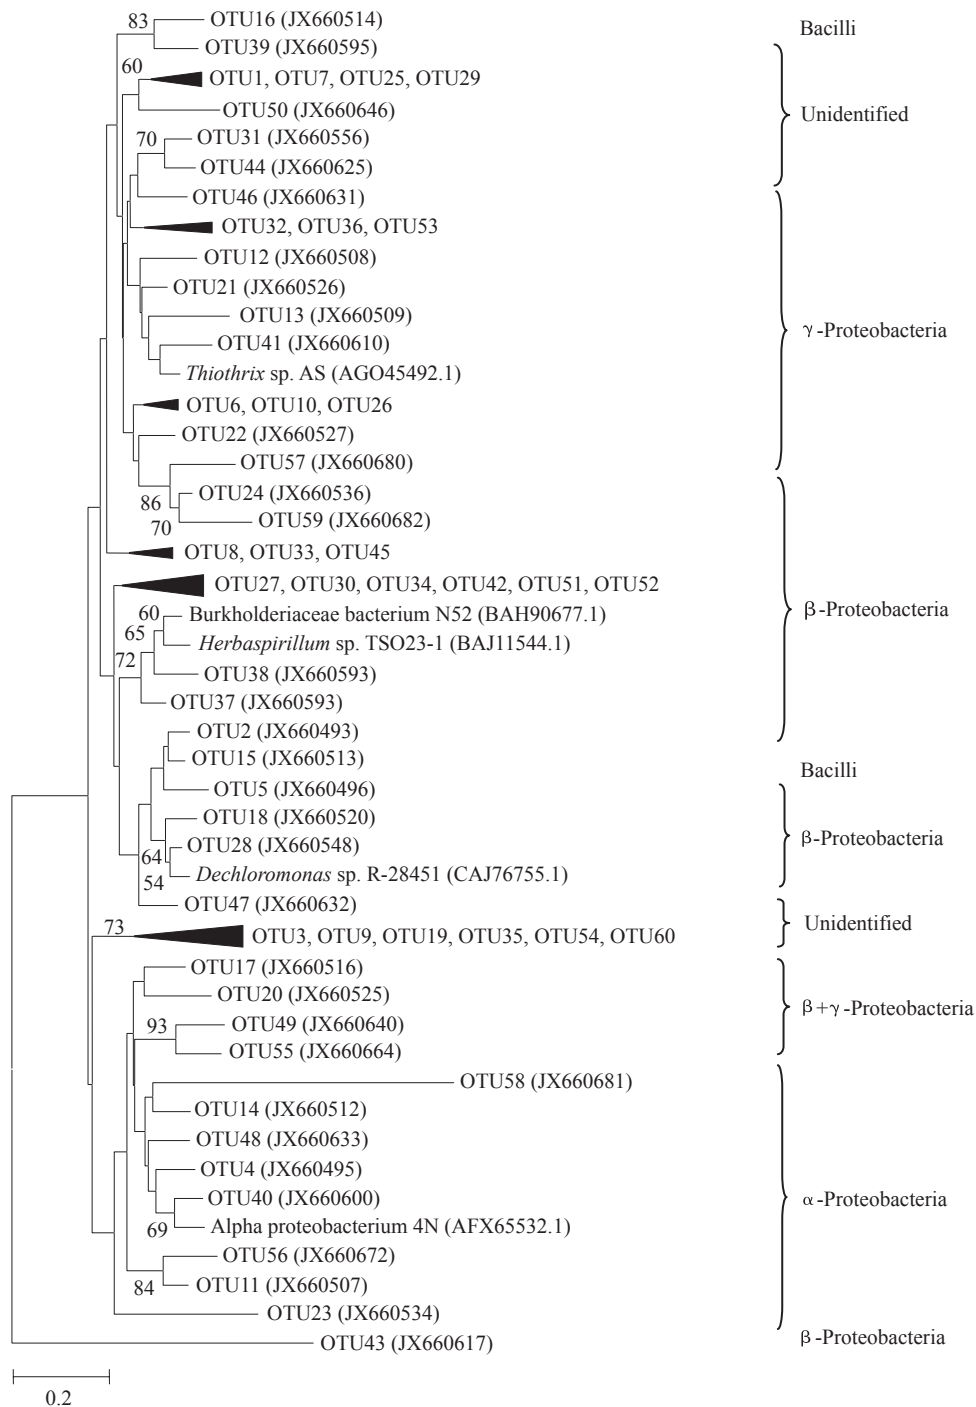 83
OTU16 (JX660514)
Bacilli
OTU39 (JX660595)
60
OTU1, OTU7, OTU25, OTU29
OTU50 (JX660646)
Unidentified
70
OTU31 (JX660556)
OTU44 (JX660625)
OTU46 (JX660631)
OTU32, OTU36, OTU53
OTU12 (JX660508)
OTU21 (JX660526)
OTU13 (JX660509)
γ-Proteobacteria
OTU41 (JX660610)
Thiothrix sp. AS (AGO45492.1)
OTU6, OTU10, OTU26
OTU22 (JX660527)
OTU57 (JX660680)
OTU24 (JX660536)
86
OTU59 (JX660682)
70
OTU8, OTU33, OTU45
OTU27, OTU30, OTU34, OTU42, OTU51, OTU52
β-Proteobacteria
60
Burkholderiaceae bacterium N52 (BAH90677.1)
65
Herbaspirillum sp. TSO23-1 (BAJ11544.1)
72
OTU38 (JX660593)
OTU37 (JX660593)
OTU2 (JX660493)
OTU15 (JX660513)
Bacilli
OTU5 (JX660496)
OTU18 (JX660520)
β-Proteobacteria
OTU28 (JX660548)
64
Dechloromonas sp. R-28451 (CAJ76755.1)
54
OTU47 (JX660632)
Unidentified
73
OTU3, OTU9, OTU19, OTU35, OTU54, OTU60
OTU17 (JX660516)
OTU20 (JX660525)
β+γ-Proteobacteria
93
OTU49 (JX660640)
OTU55 (JX660664)
OTU58 (JX660681)
OTU14 (JX660512)
OTU48 (JX660633)
OTU4 (JX660495)
OTU40 (JX660600)
α-Proteobacteria
69
Alpha proteobacterium 4N (AFX65532.1)
OTU56 (JX660672)
84
OTU11 (JX660507)
OTU23 (JX660534)
β-Proteobacteria
OTU43 (JX660617)
0.2